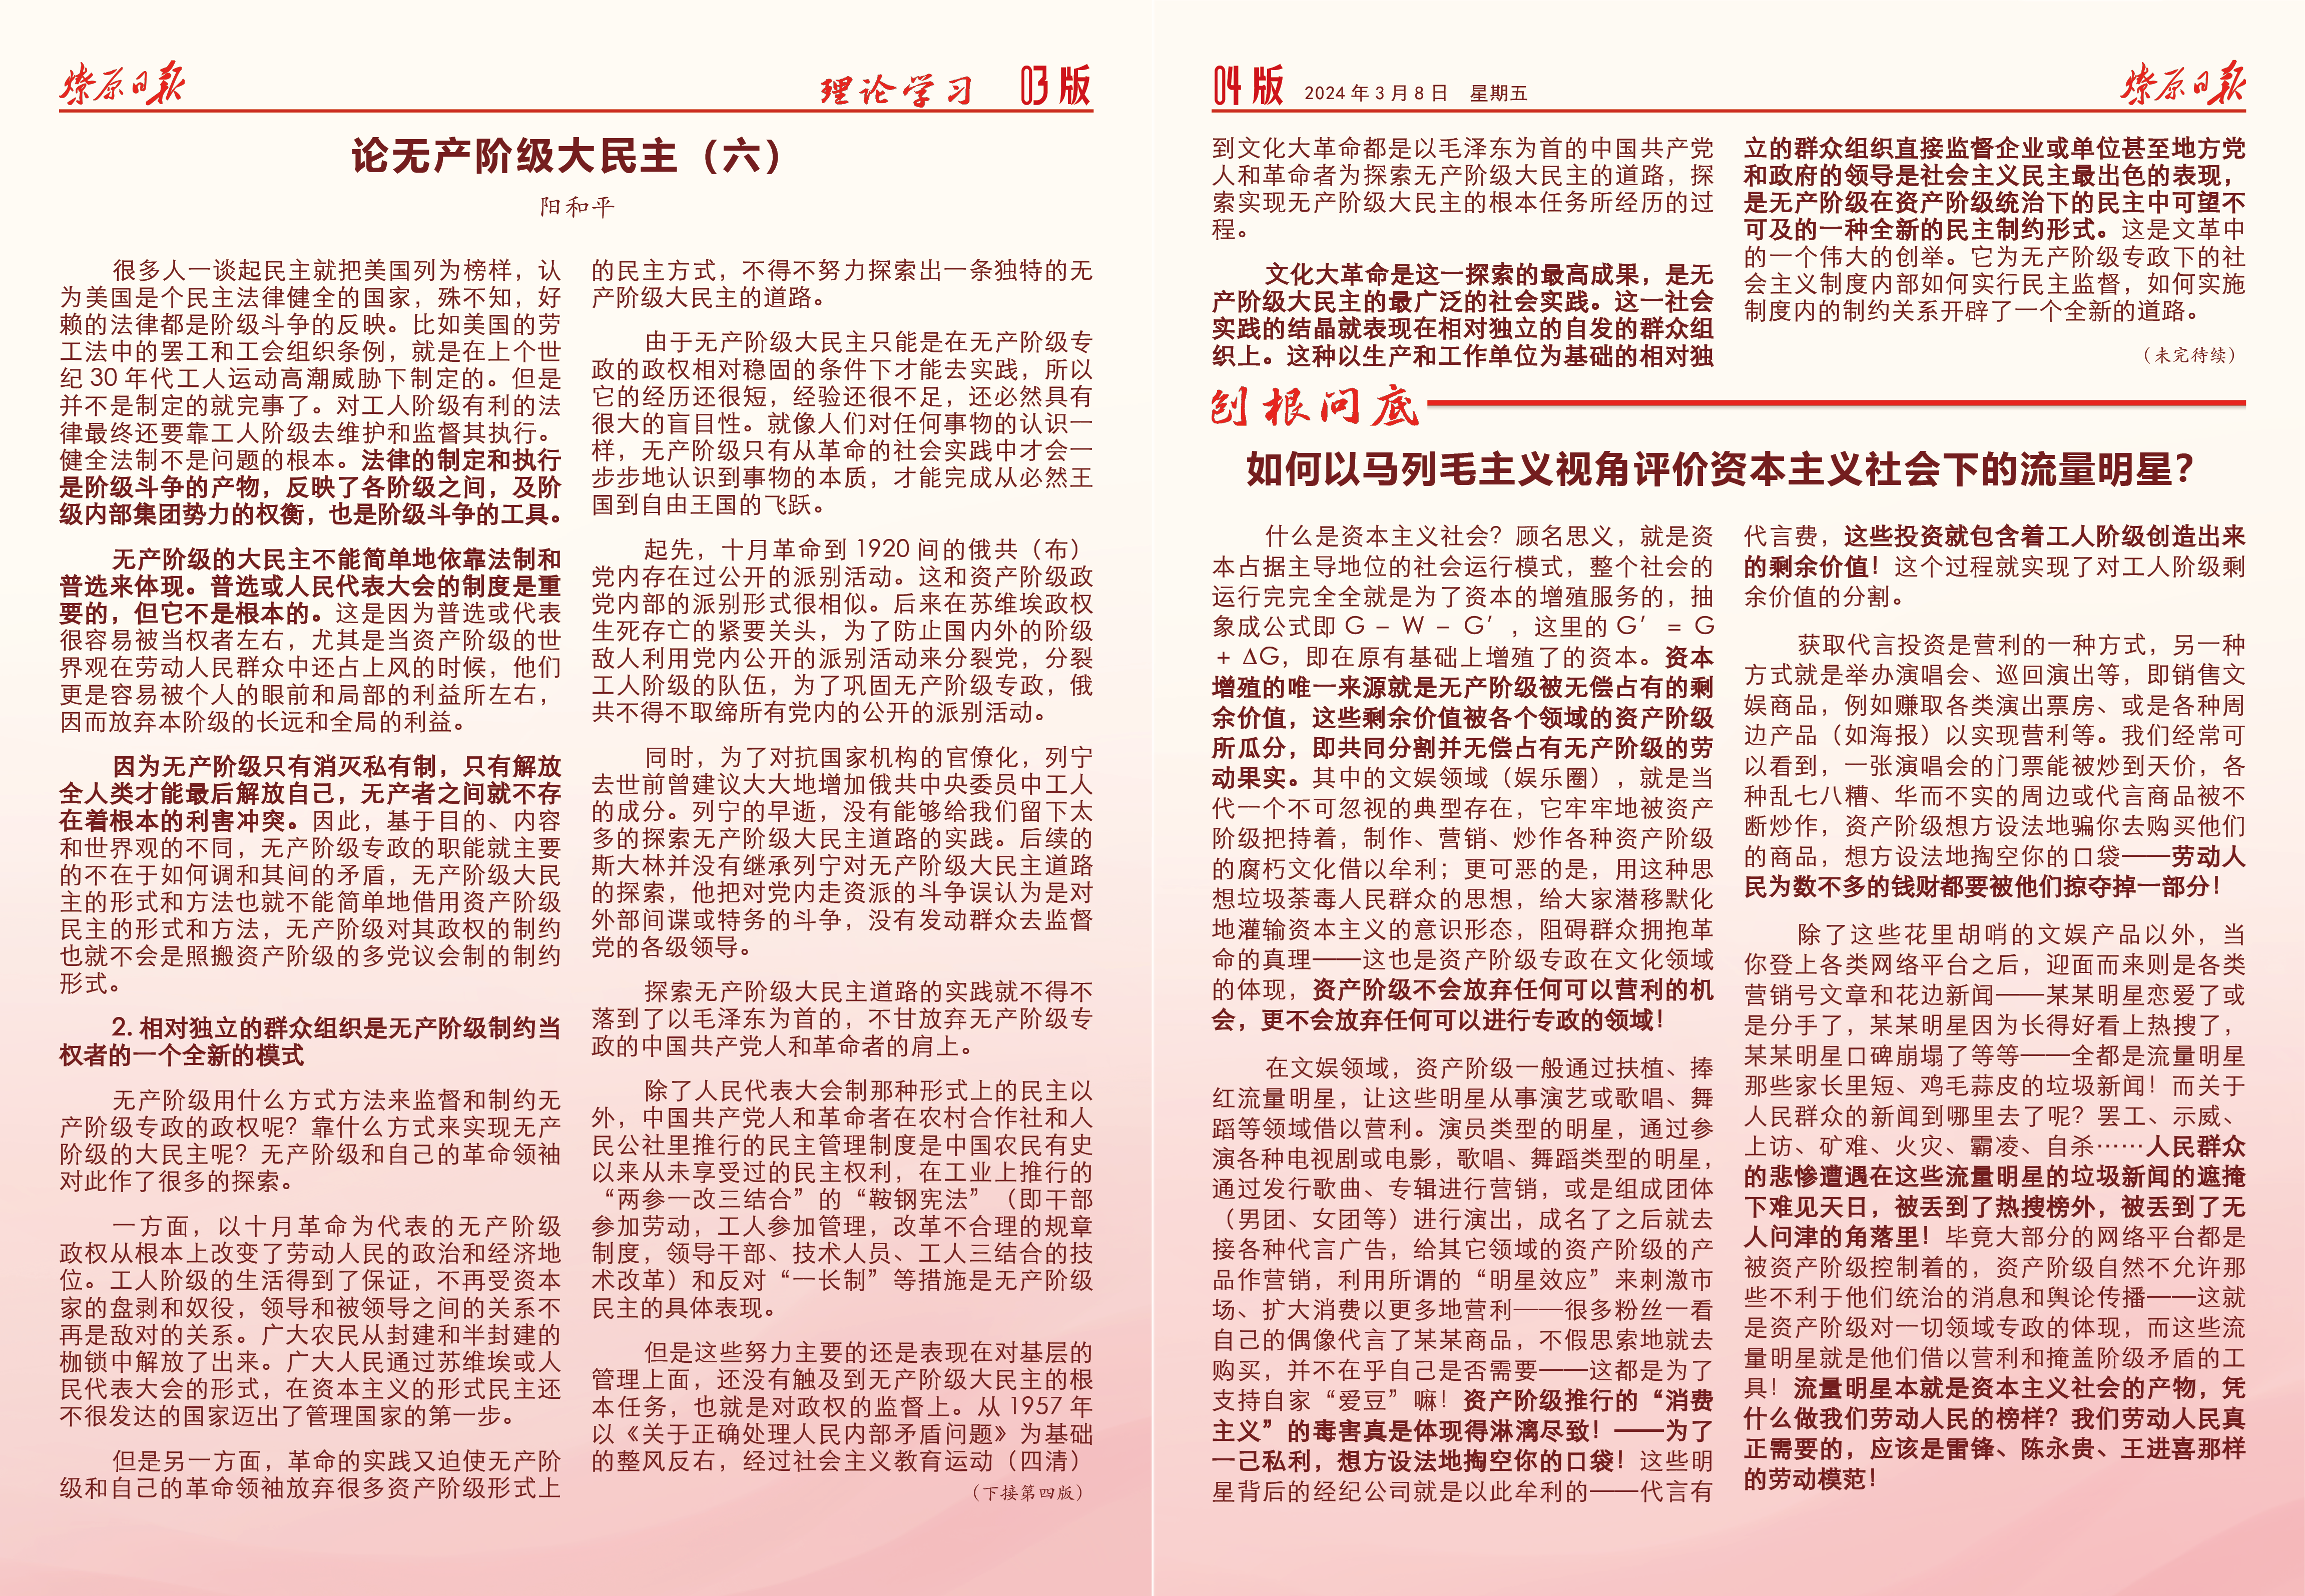 燎原日报
理论学习
03版
论无产阶级大民主（六）
阳和平
很多人一谈起民主就把美国列为榜样，认
为美国是个民主法律健全的国家，殊不知，好
赖的法律都是阶级斗争的反映。比如美国的劳
工法中的罢工和工会组织条例，就是在上个世
纪 30 年代工人运动高潮威胁下制定的。但是
并不是制定的就完事了。对工人阶级有利的法
律最终还要靠工人阶级去维护和监督其执行。
健全法制不是问题的根本。法律的制定和执行
是阶级斗争的产物，反映了各阶级之间，及阶
级内部集团势力的权衡，也是阶级斗争的工具。
无产阶级的大民主不能简单地依靠法制和
普选来体现。普选或人民代表大会的制度是重
要的，但它不是根本的。这是因为普选或代表
很容易被当权者左右，尤其是当资产阶级的世
界观在劳动人民群众中还占上风的时候，他们
更是容易被个人的眼前和局部的利益所左右，
因而放弃本阶级的长远和全局的利益。
因为无产阶级只有消灭私有制，只有解放
全人类才能最后解放自己，无产者之间就不存
在着根本的利害冲突。因此，基于目的、内容
和世界观的不同，无产阶级专政的职能就主要
的不在于如何调和其间的矛盾，无产阶级大民
主的形式和方法也就不能简单地借用资产阶级
民主的形式和方法，无产阶级对其政权的制约
也就不会是照搬资产阶级的多党议会制的制约
形式。
2. 相对独立的群众组织是无产阶级制约当
权者的一个全新的模式
无产阶级用什么方式方法来监督和制约无
产阶级专政的政权呢？靠什么方式来实现无产
阶级的大民主呢？无产阶级和自己的革命领袖
对此作了很多的探索。
一方面，以十月革命为代表的无产阶级
政权从根本上改变了劳动人民的政治和经济地
位。工人阶级的生活得到了保证，不再受资本
家的盘剥和奴役，领导和被领导之间的关系不
再是敌对的关系。广大农民从封建和半封建的
枷锁中解放了出来。广大人民通过苏维埃或人
民代表大会的形式，在资本主义的形式民主还
不很发达的国家迈出了管理国家的第一步。
但是另一方面，革命的实践又迫使无产阶
级和自己的革命领袖放弃很多资产阶级形式上
的民主方式，不得不努力探索出一条独特的无
产阶级大民主的道路。
由于无产阶级大民主只能是在无产阶级专
政的政权相对稳固的条件下才能去实践，所以
它的经历还很短，经验还很不足，还必然具有
很大的盲目性。就像人们对任何事物的认识一
样，无产阶级只有从革命的社会实践中才会一
步步地认识到事物的本质，才能完成从必然王
国到自由王国的飞跃。
起先，十月革命到 1920 间的俄共（布）
党内存在过公开的派别活动。这和资产阶级政
党内部的派别形式很相似。后来在苏维埃政权
生死存亡的紧要关头，为了防止国内外的阶级
敌人利用党内公开的派别活动来分裂党，分裂
工人阶级的队伍，为了巩固无产阶级专政，俄
共不得不取缔所有党内的公开的派别活动。
同时，为了对抗国家机构的官僚化，列宁
去世前曾建议大大地增加俄共中央委员中工人
的成分。列宁的早逝，没有能够给我们留下太
多的探索无产阶级大民主道路的实践。后续的
斯大林并没有继承列宁对无产阶级大民主道路
的探索，他把对党内走资派的斗争误认为是对
外部间谍或特务的斗争，没有发动群众去监督
党的各级领导。
探索无产阶级大民主道路的实践就不得不
落到了以毛泽东为首的，不甘放弃无产阶级专
政的中国共产党人和革命者的肩上。
除了人民代表大会制那种形式上的民主以
外，中国共产党人和革命者在农村合作社和人
民公社里推行的民主管理制度是中国农民有史
以来从未享受过的民主权利，在工业上推行的
“两参一改三结合”的“鞍钢宪法”（即干部
参加劳动，工人参加管理，改革不合理的规章
制度，领导干部、技术人员、工人三结合的技
术改革）和反对“一长制”等措施是无产阶级
民主的具体表现。
但是这些努力主要的还是表现在对基层的
管理上面，还没有触及到无产阶级大民主的根
本任务，也就是对政权的监督上。从 1957 年
以《关于正确处理人民内部矛盾问题》为基础
的整风反右，经过社会主义教育运动（四清）
（下接第四版）
04版
2024 年 3 月 8 日 星期五
燎原日报
到文化大革命都是以毛泽东为首的中国共产党
人和革命者为探索无产阶级大民主的道路，探
索实现无产阶级大民主的根本任务所经历的过
程。
文化大革命是这一探索的最高成果，是无
产阶级大民主的最广泛的社会实践。这一社会
实践的结晶就表现在相对独立的自发的群众组
织上。这种以生产和工作单位为基础的相对独
立的群众组织直接监督企业或单位甚至地方党
和政府的领导是社会主义民主最出色的表现，
是无产阶级在资产阶级统治下的民主中可望不
可及的一种全新的民主制约形式。这是文革中
的一个伟大的创举。它为无产阶级专政下的社
会主义制度内部如何实行民主监督，如何实施
制度内的制约关系开辟了一个全新的道路。
（未完待续）
刨根问底
如何以马列毛主义视角评价资本主义社会下的流量明星？
什么是资本主义社会？顾名思义，就是资
本占据主导地位的社会运行模式，整个社会的
运行完完全全就是为了资本的增殖服务的，抽
象成公式即 G – W – G′，这里的 G′ = G
+ ΔG，即在原有基础上增殖了的资本。资本
增殖的唯一来源就是无产阶级被无偿占有的剩
余价值，这些剩余价值被各个领域的资产阶级
所瓜分，即共同分割并无偿占有无产阶级的劳
动果实。其中的文娱领域（娱乐圈），就是当
代一个不可忽视的典型存在，它牢牢地被资产
阶级把持着，制作、营销、炒作各种资产阶级
的腐朽文化借以牟利；更可恶的是，用这种思
想垃圾荼毒人民群众的思想，给大家潜移默化
地灌输资本主义的意识形态，阻碍群众拥抱革
命的真理——这也是资产阶级专政在文化领域
的体现，资产阶级不会放弃任何可以营利的机
会，更不会放弃任何可以进行专政的领域！
在文娱领域，资产阶级一般通过扶植、捧
红流量明星，让这些明星从事演艺或歌唱、舞
蹈等领域借以营利。演员类型的明星，通过参
演各种电视剧或电影，歌唱、舞蹈类型的明星，
通过发行歌曲、专辑进行营销，或是组成团体
（男团、女团等）进行演出，成名了之后就去
接各种代言广告，给其它领域的资产阶级的产
品作营销，利用所谓的“明星效应”来刺激市
场、扩大消费以更多地营利——很多粉丝一看
自己的偶像代言了某某商品，不假思索地就去
购买，并不在乎自己是否需要——这都是为了
支持自家“爱豆”嘛！资产阶级推行的“消费
主义”的毒害真是体现得淋漓尽致！——为了
一己私利，想方设法地掏空你的口袋！这些明
星背后的经纪公司就是以此牟利的——代言有
代言费，这些投资就包含着工人阶级创造出来
的剩余价值！这个过程就实现了对工人阶级剩
余价值的分割。
获取代言投资是营利的一种方式，另一种
方式就是举办演唱会、巡回演出等，即销售文
娱商品，例如赚取各类演出票房、或是各种周
边产品（如海报）以实现营利等。我们经常可
以看到，一张演唱会的门票能被炒到天价，各
种乱七八糟、华而不实的周边或代言商品被不
断炒作，资产阶级想方设法地骗你去购买他们
的商品，想方设法地掏空你的口袋——劳动人
民为数不多的钱财都要被他们掠夺掉一部分！
除了这些花里胡哨的文娱产品以外，当
你登上各类网络平台之后，迎面而来则是各类
营销号文章和花边新闻——某某明星恋爱了或
是分手了，某某明星因为长得好看上热搜了，
某某明星口碑崩塌了等等——全都是流量明星
那些家长里短、鸡毛蒜皮的垃圾新闻！而关于
人民群众的新闻到哪里去了呢？罢工、示威、
上访、矿难、火灾、霸凌、自杀……人民群众
的悲惨遭遇在这些流量明星的垃圾新闻的遮掩
下难见天日，被丢到了热搜榜外，被丢到了无
人问津的角落里！毕竟大部分的网络平台都是
被资产阶级控制着的，资产阶级自然不允许那
些不利于他们统治的消息和舆论传播——这就
是资产阶级对一切领域专政的体现，而这些流
量明星就是他们借以营利和掩盖阶级矛盾的工
具！流量明星本就是资本主义社会的产物，凭
什么做我们劳动人民的榜样？我们劳动人民真
正需要的，应该是雷锋、陈永贵、王进喜那样
的劳动模范！